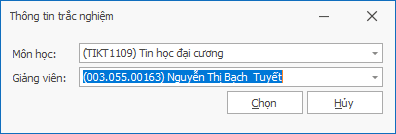 Thông tin trắc nghiệm
Môn học: (TIKT1109) Tin học đại cương
Giảng viên: (003.055.00163) Nguyễn Thị Bạch Tuyết
Chọn Hủy